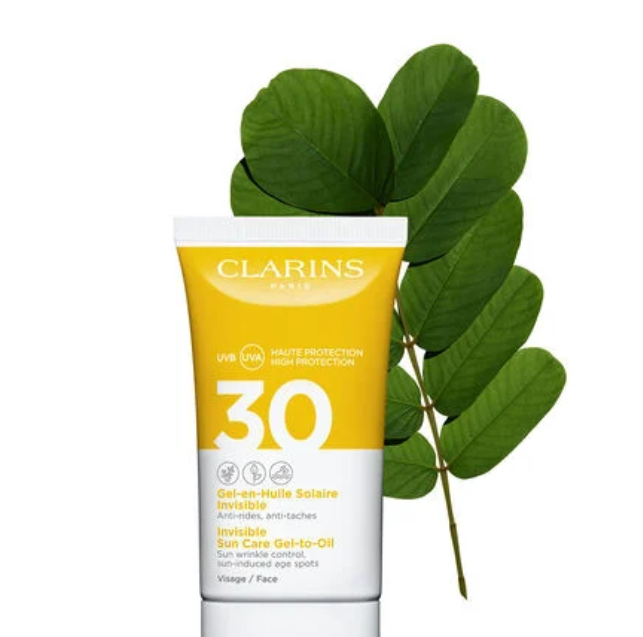 CLARINS
PARIS
UVB UVA HAUTE PROTECTION
HIGH PROTECTION
30
Gel-en-Huile Solaire
Invisible
Anti-rides, anti-taches
Invisible
Sun Care Gel-to-Oil
Sun wrinkle control,
sun-induced age spots
Visage / Face